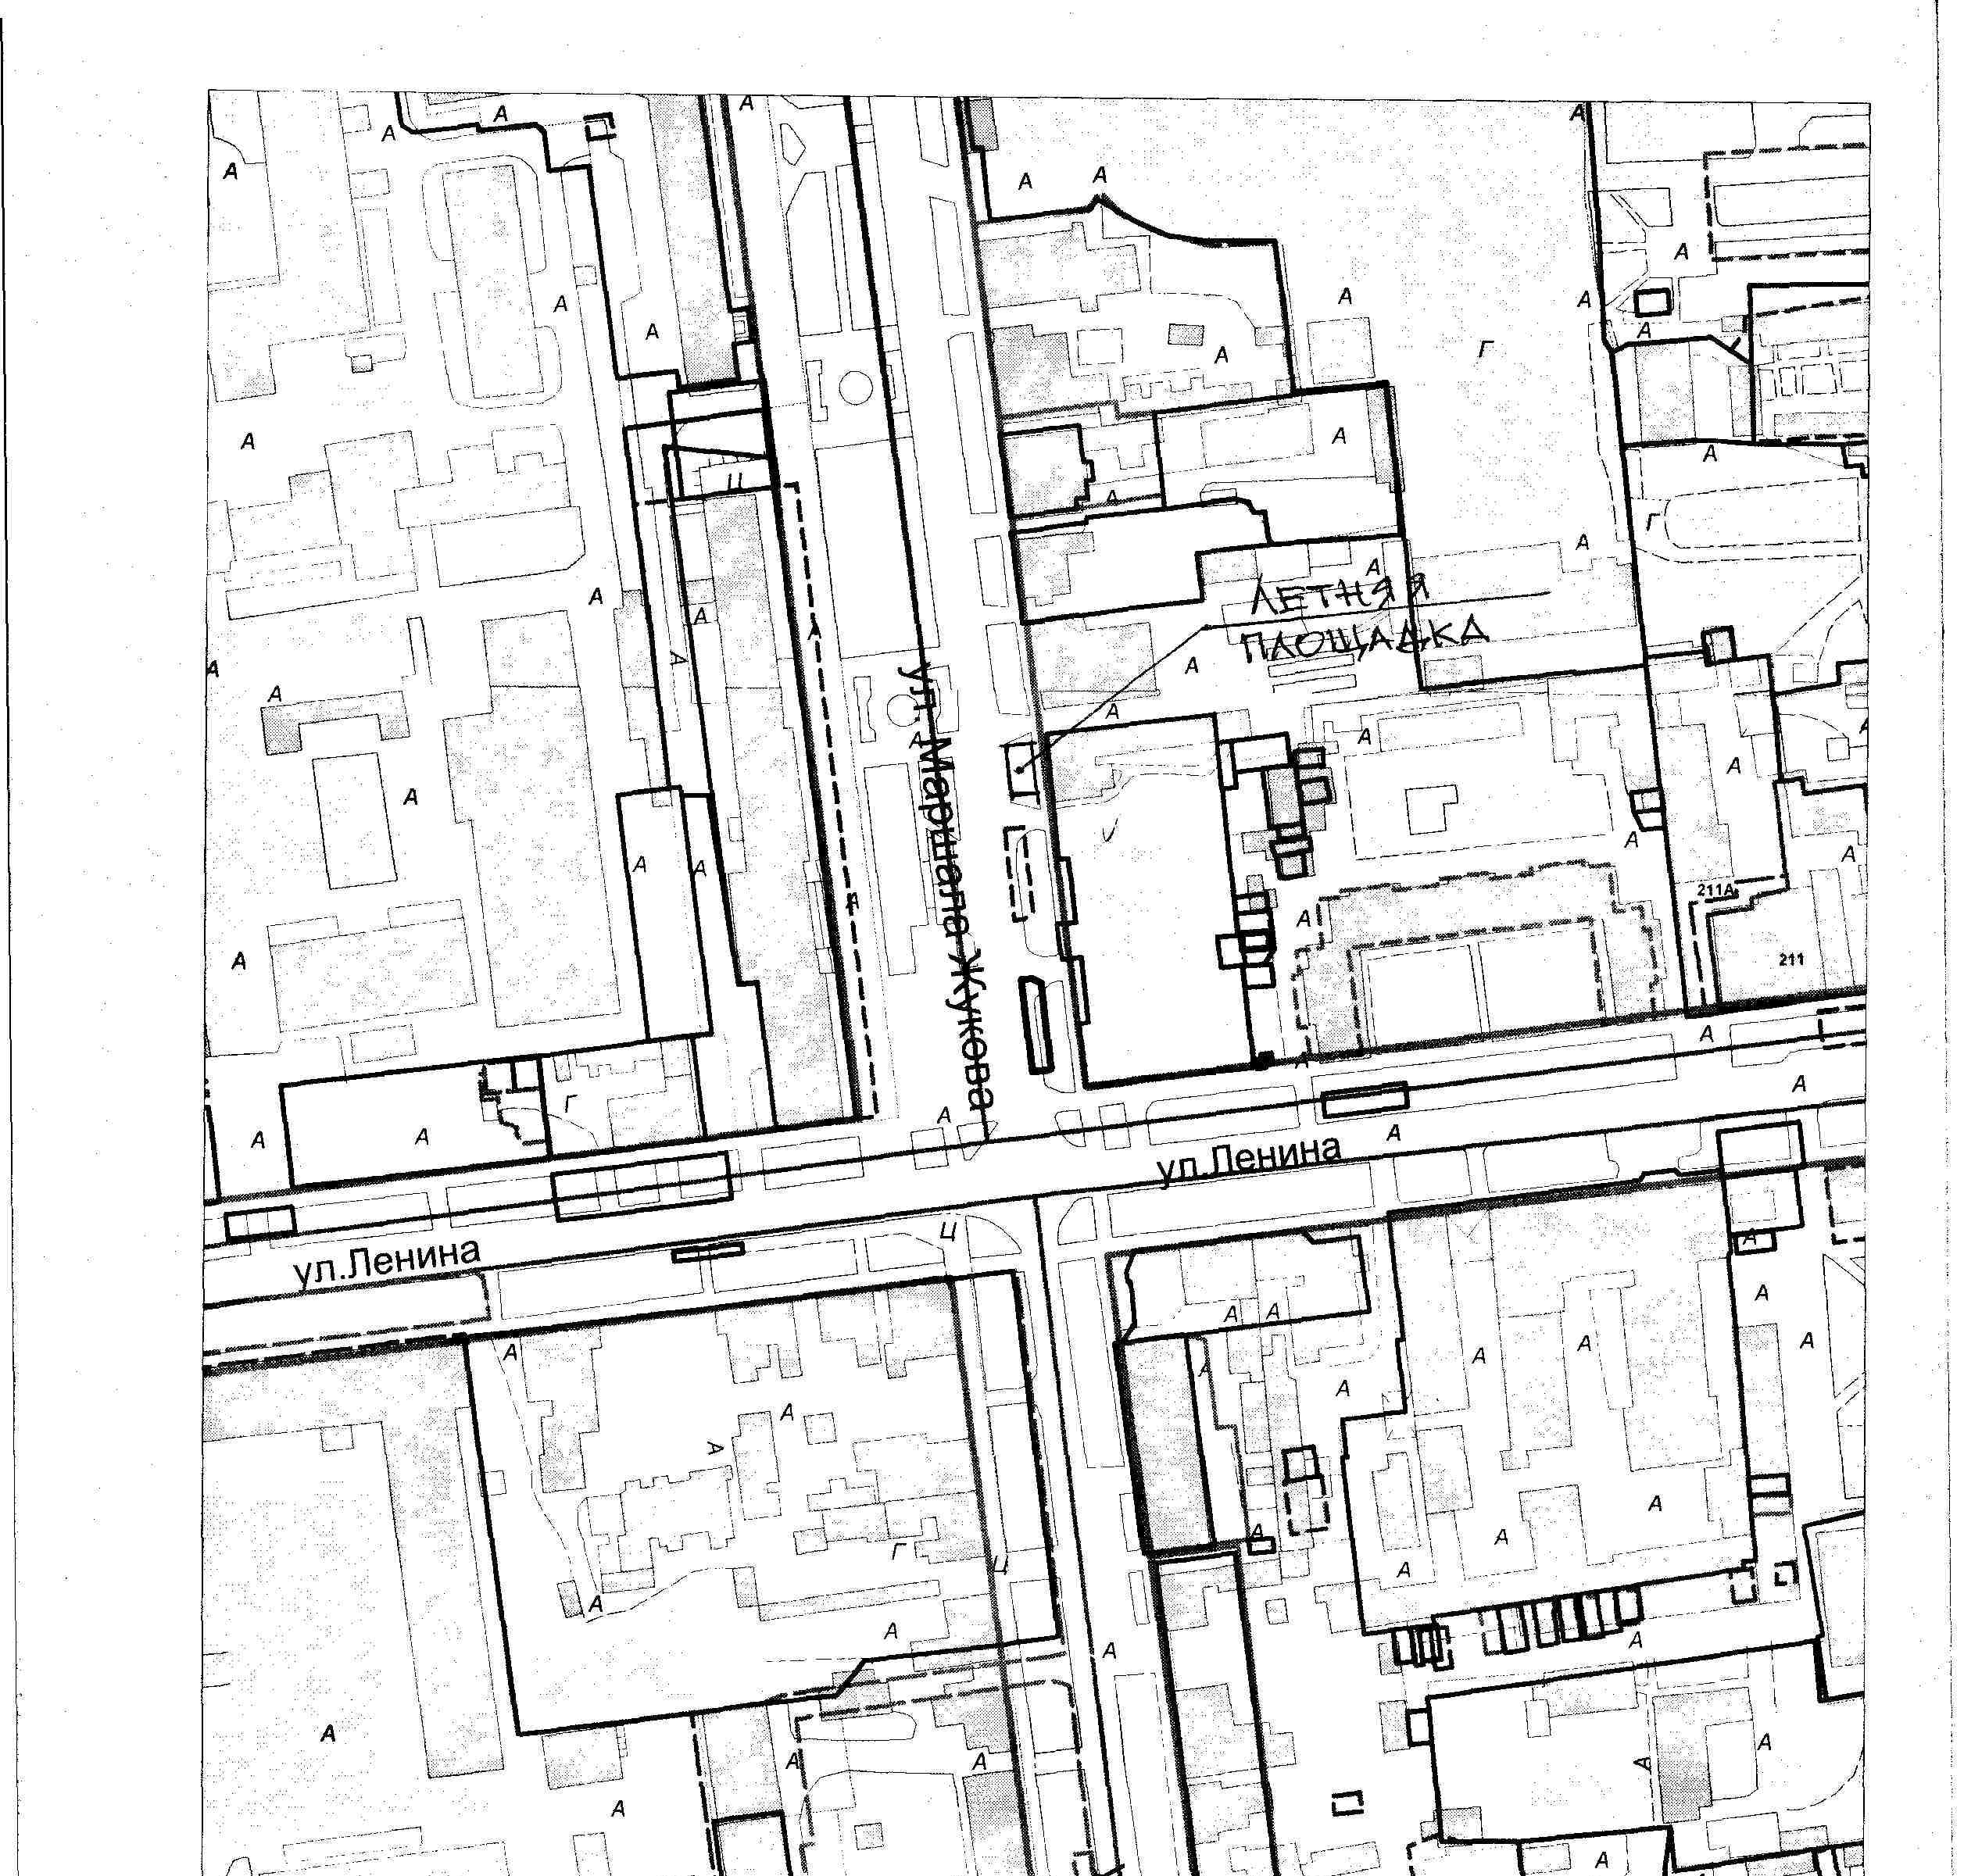 ЛЕТНЯЯ
ПЛОЩАДКА
ул. Маршала Жукова
211А
211
ул.Ленина
ул.Ленина